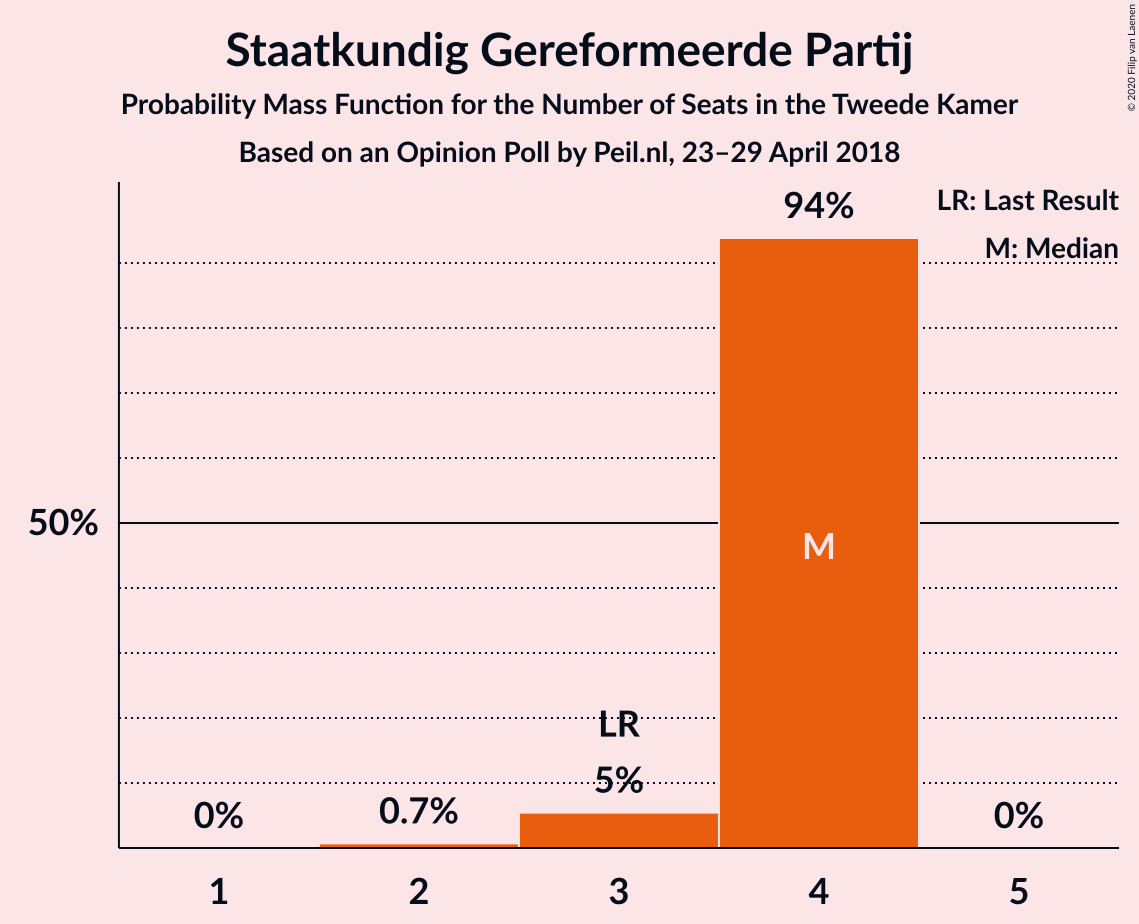 Staatkundig Gereformeerde Partij
Probability Mass Function for the Number of Seats in the Tweede Kamer
Based on an Opinion Poll by Peil.nl, 23–29 April 2018
© 2020 Filip van Laenen
LR: Last Result
M: Median
94%
50%
M
LR
5%
0%
0.7%
0%
1
2
3
4
5